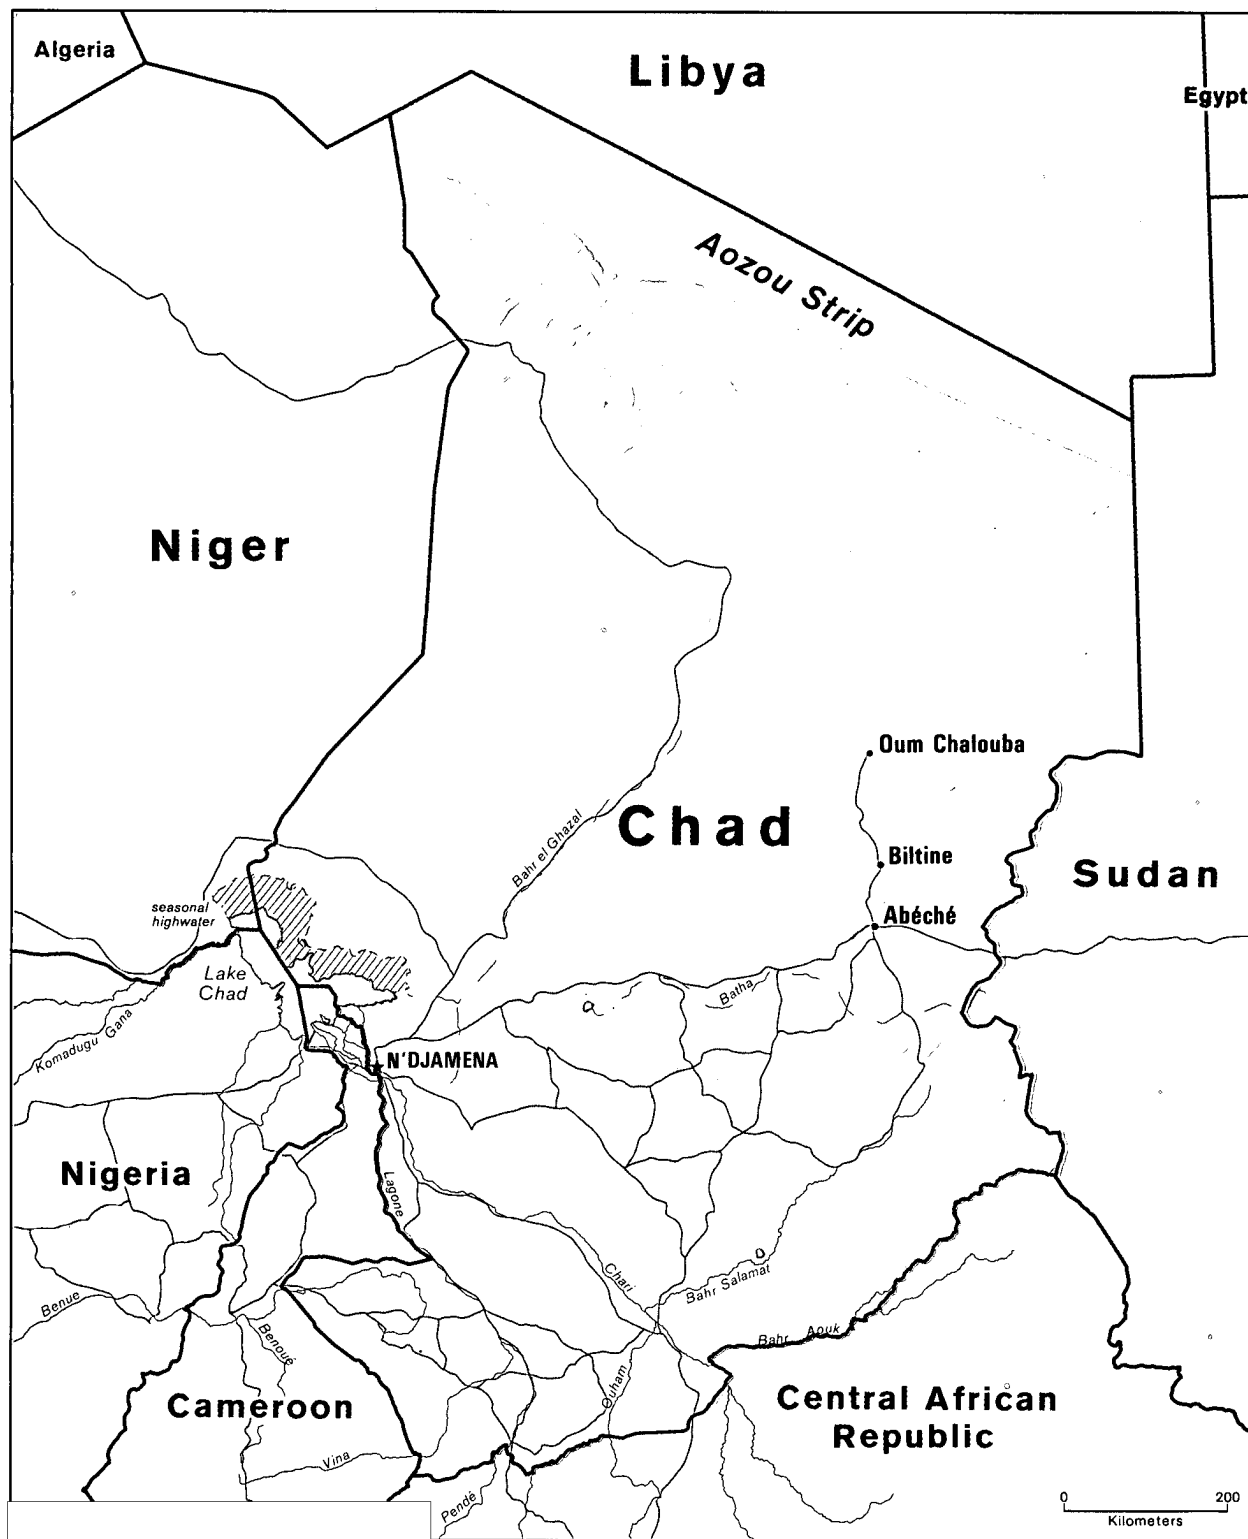 Algeria
Libya
Egypt
Aozou Strip
Niger
Oum Chalouba
Chad
Bahr el Ghazal
Biltine
Sudan
Abéché
seasonal
highwater
Lake
Chad
Batha
Komadugu Gana
N'DJAMENA
Nigeria
Lagone
Chari
Bahr Salamat
Benue
Benoué
Bahr Aouk
Ouham
Cameroon
Central African
Republic
Vina
Pendé
0 200
Kilometers